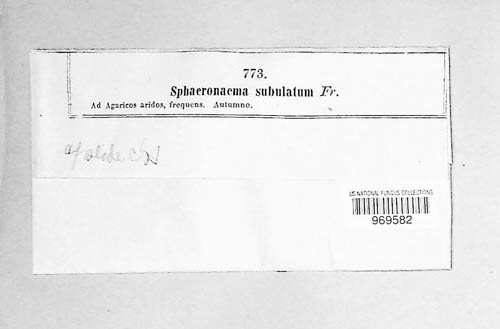 773.
Sphaeronaema subulatum Fr.
Ad Agaricos aridos, frequens. Autumno.
US NATIONAL FUNGUS COLLECTIONS
969582